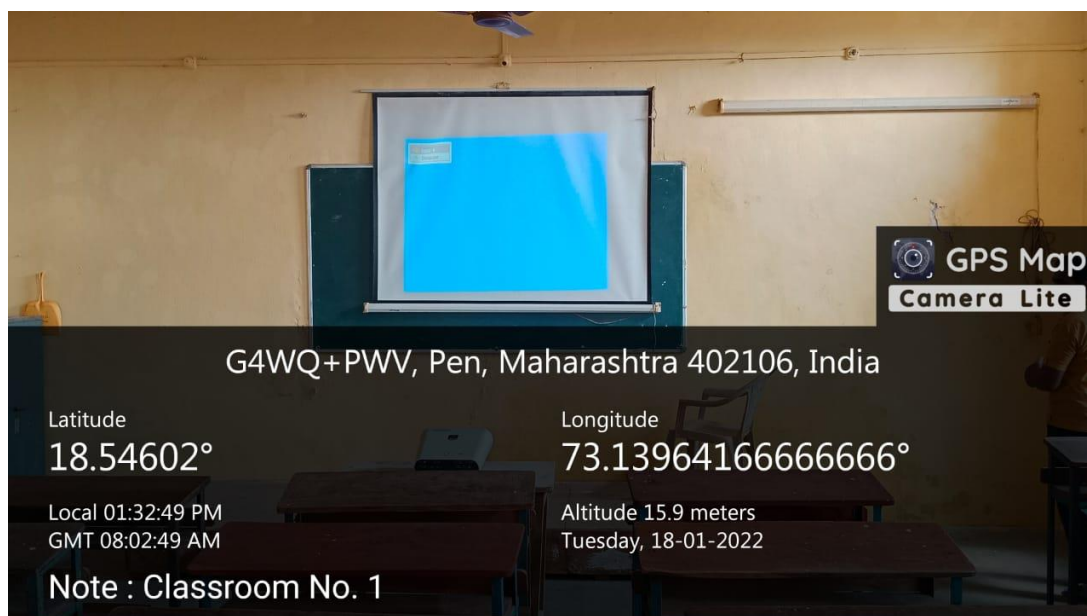 GPS Map
Camera Lite
G4WQ+PWV, Pen, Maharashtra 402106, India
Latitude
18.54602°
Longitude
73.13964166666666°
Local 01:32:49 PM
GMT 08:02:49 AM
Altitude 15.9 meters
Tuesday, 18-01-2022
Note : Classroom No. 1